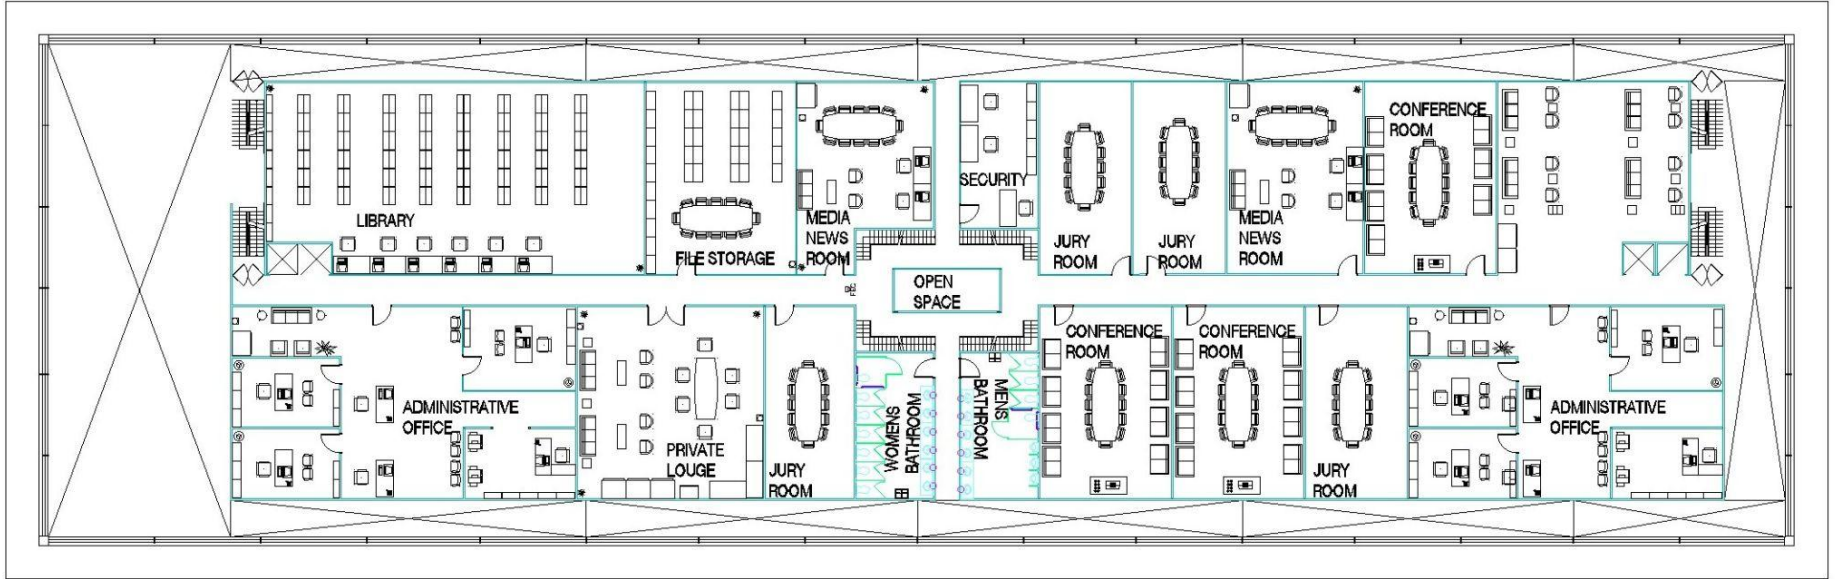 LIBRARY
FILE STORAGE
MEDIA
NEWS
ROOM
SECURITY
JURY
ROOM
JURY
ROOM
MEDIA
NEWS
ROOM
CONFERENCE
ROOM
OPEN
SPACE
ADMINISTRATIVE
OFFICE
PRIVATE
LOUGE
JURY
ROOM
WOMENS
BATHROOM
MENS
BATHROOM
CONFERENCE
ROOM
CONFERENCE
ROOM
JURY
ROOM
ADMINISTRATIVE
OFFICE